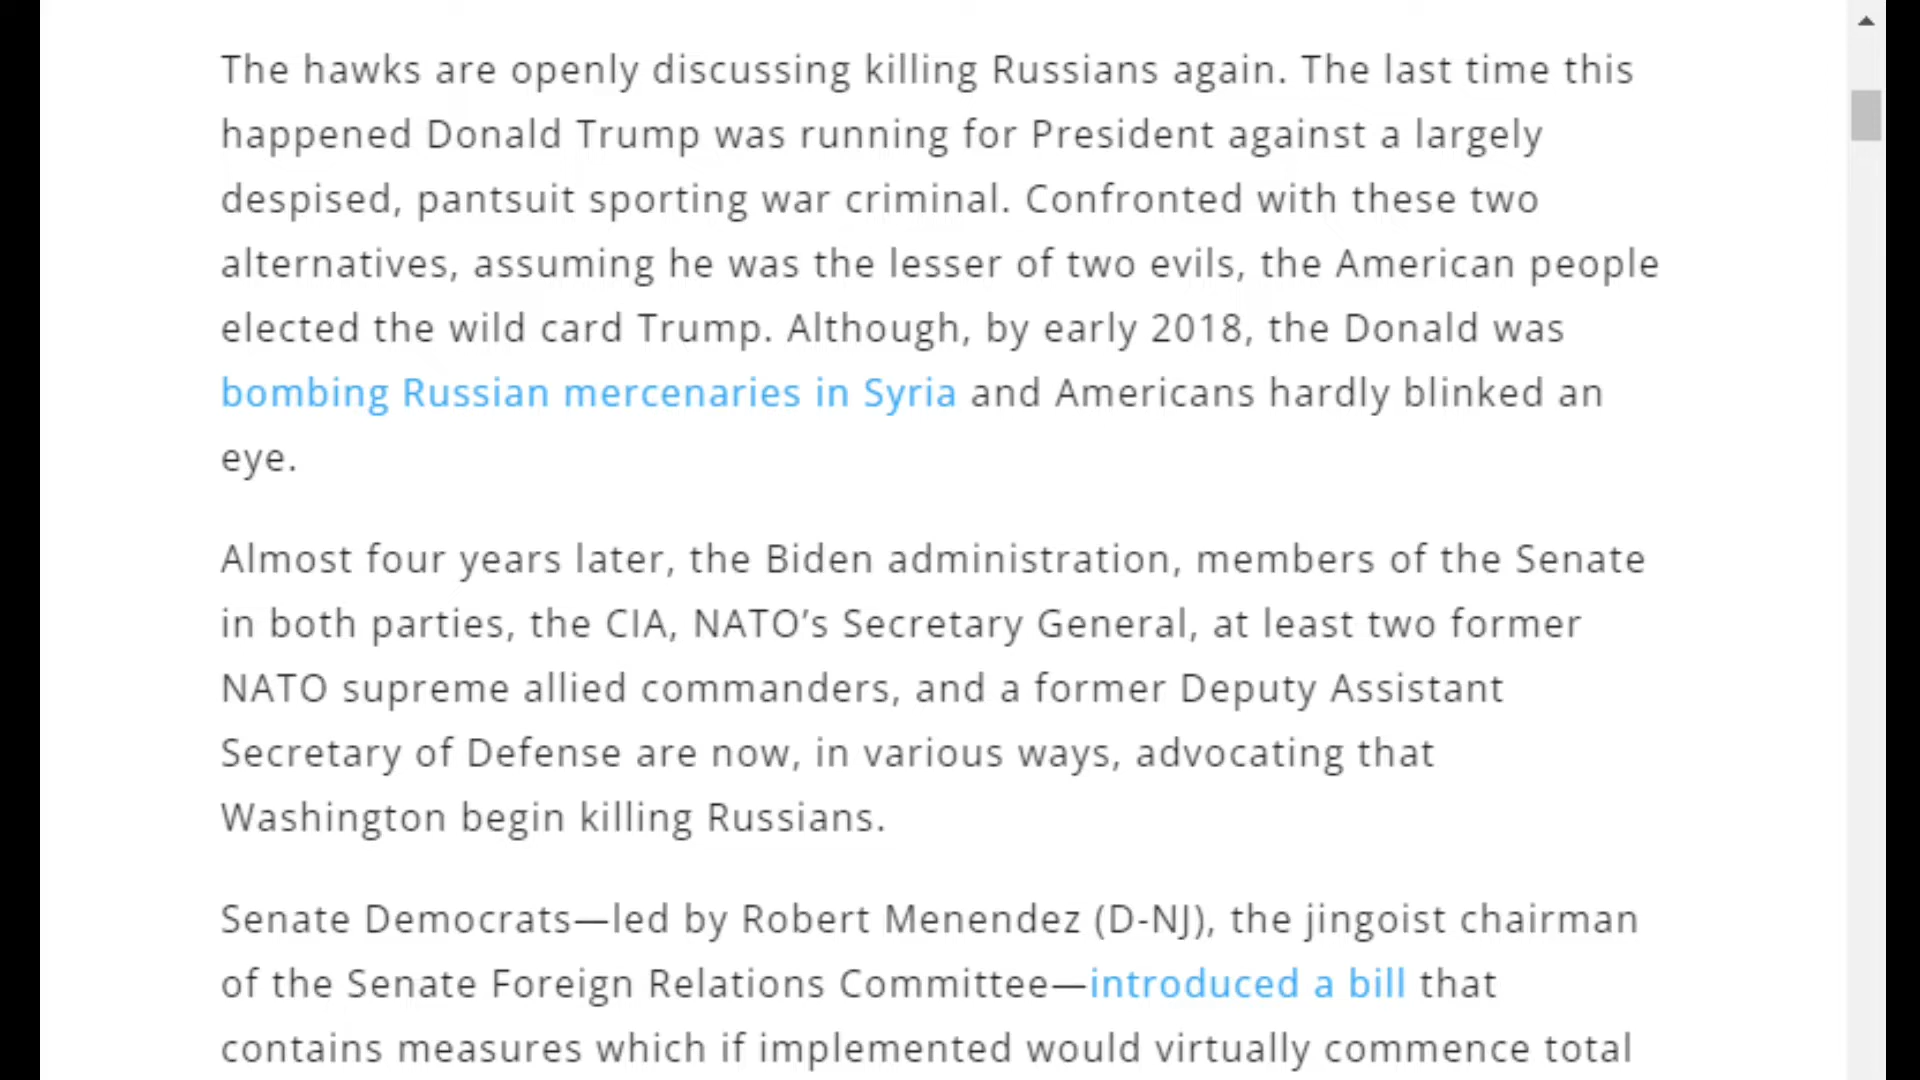 The hawks are openly discussing killing Russians again. The last time this
happened Donald Trump was running for President against a largely
despised, pantsuit sporting war criminal. Confronted with these two
alternatives, assuming he was the lesser of two evils, the American people
elected the wild card Trump. Although, by early 2018, the Donald was
bombing Russian mercenaries in Syria and Americans hardly blinked an
eye.
Almost four years later, the Biden administration, members of the Senate
in both parties, the CIA, NATO’s Secretary General, at least two former
NATO supreme allied commanders, and a former Deputy Assistant
Secretary of Defense are now, in various ways, advocating that
Washington begin killing Russians.
Senate Democrats—led by Robert Menendez (D-NJ), the jingoist chairman
of the Senate Foreign Relations Committee—introduced a bill that
contains measures which if implemented would virtually commence total